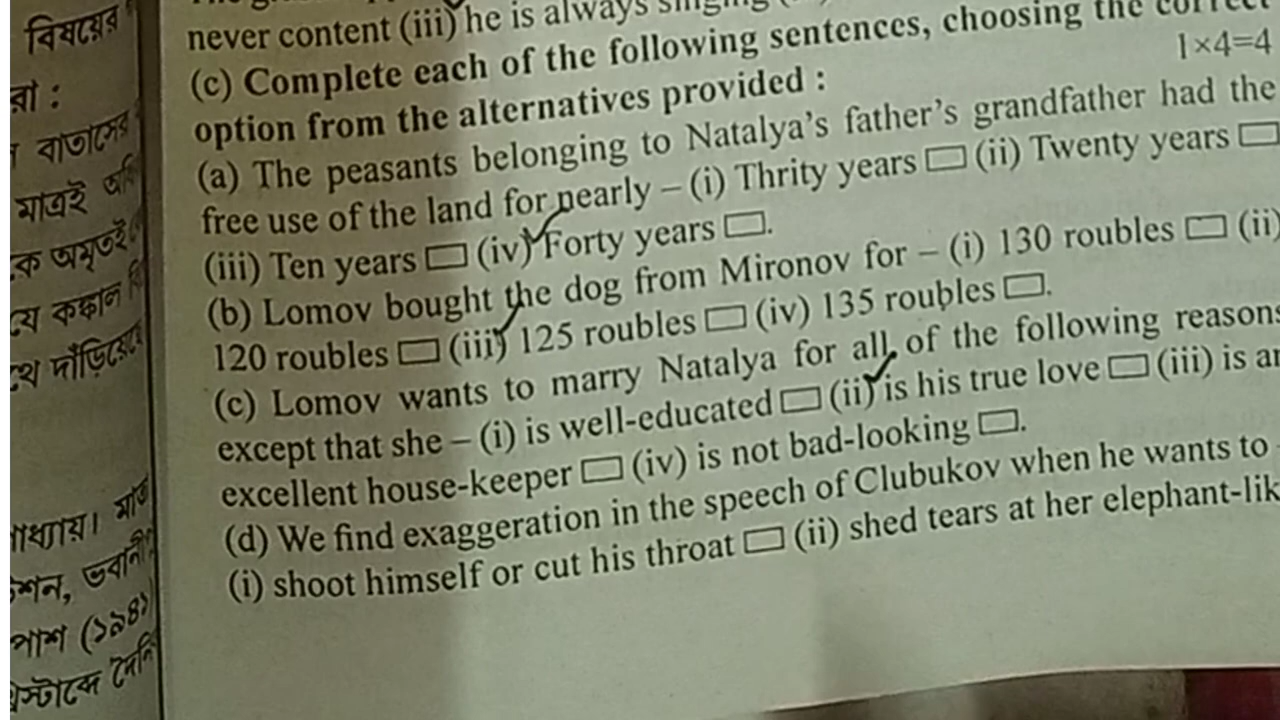 বিষয়ের
রা :
বাতাসের
মাত্রই
অমৃতই
যে কঙ্কাল
দাঁড়িয়েছে
never content (iii) he is always singing
(c) Complete each of the following sentences, choosing the correct
option from the alternatives provided : 1×4=4
(a) The peasants belonging to Natalya's father's grandfather had the
free use of the land for nearly – (i) Thrity years (ii) Twenty years
(iii) Ten years (iv) Forty years .
(b) Lomov bought the dog from Mironov for – (i) 130 roubles (ii)
120 roubles (iii) 125 roubles (iv) 135 roubles .
(c) Lomov wants to marry Natalya for all of the following reasons
except that she – (i) is well-educated (ii) is his true love (iii) is an
excellent house-keeper (iv) is not bad-looking .
(d) We find exaggeration in the speech of Clubukov when he wants to
(i) shoot himself or cut his throat (ii) shed tears at her elephant-lik